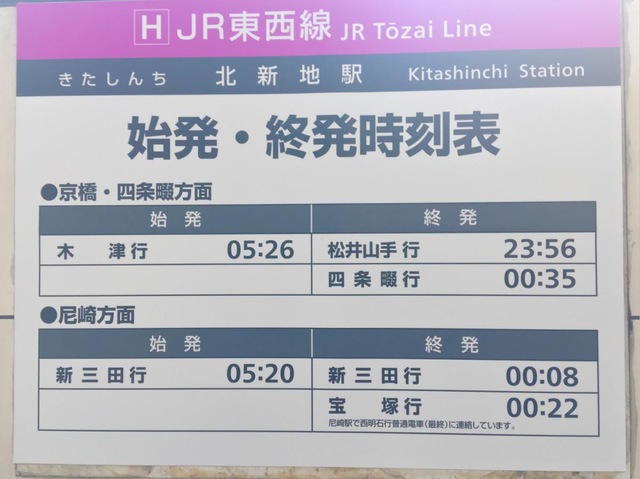 H JR東西線 JR Tōzai Line
きたしんち 北新地駅 Kitashinchi Station
始発・終発時刻表
●京橋・四条畷方面
始発 終発
木津行 05:26 松井山手行 23:56
四条畷行 00:35
●尼崎方面
始発 終発
新三田行 05:20 新三田行 00:08
宝塚行 00:22
尼崎駅で西明石行普通電車(最終)に連絡しています。